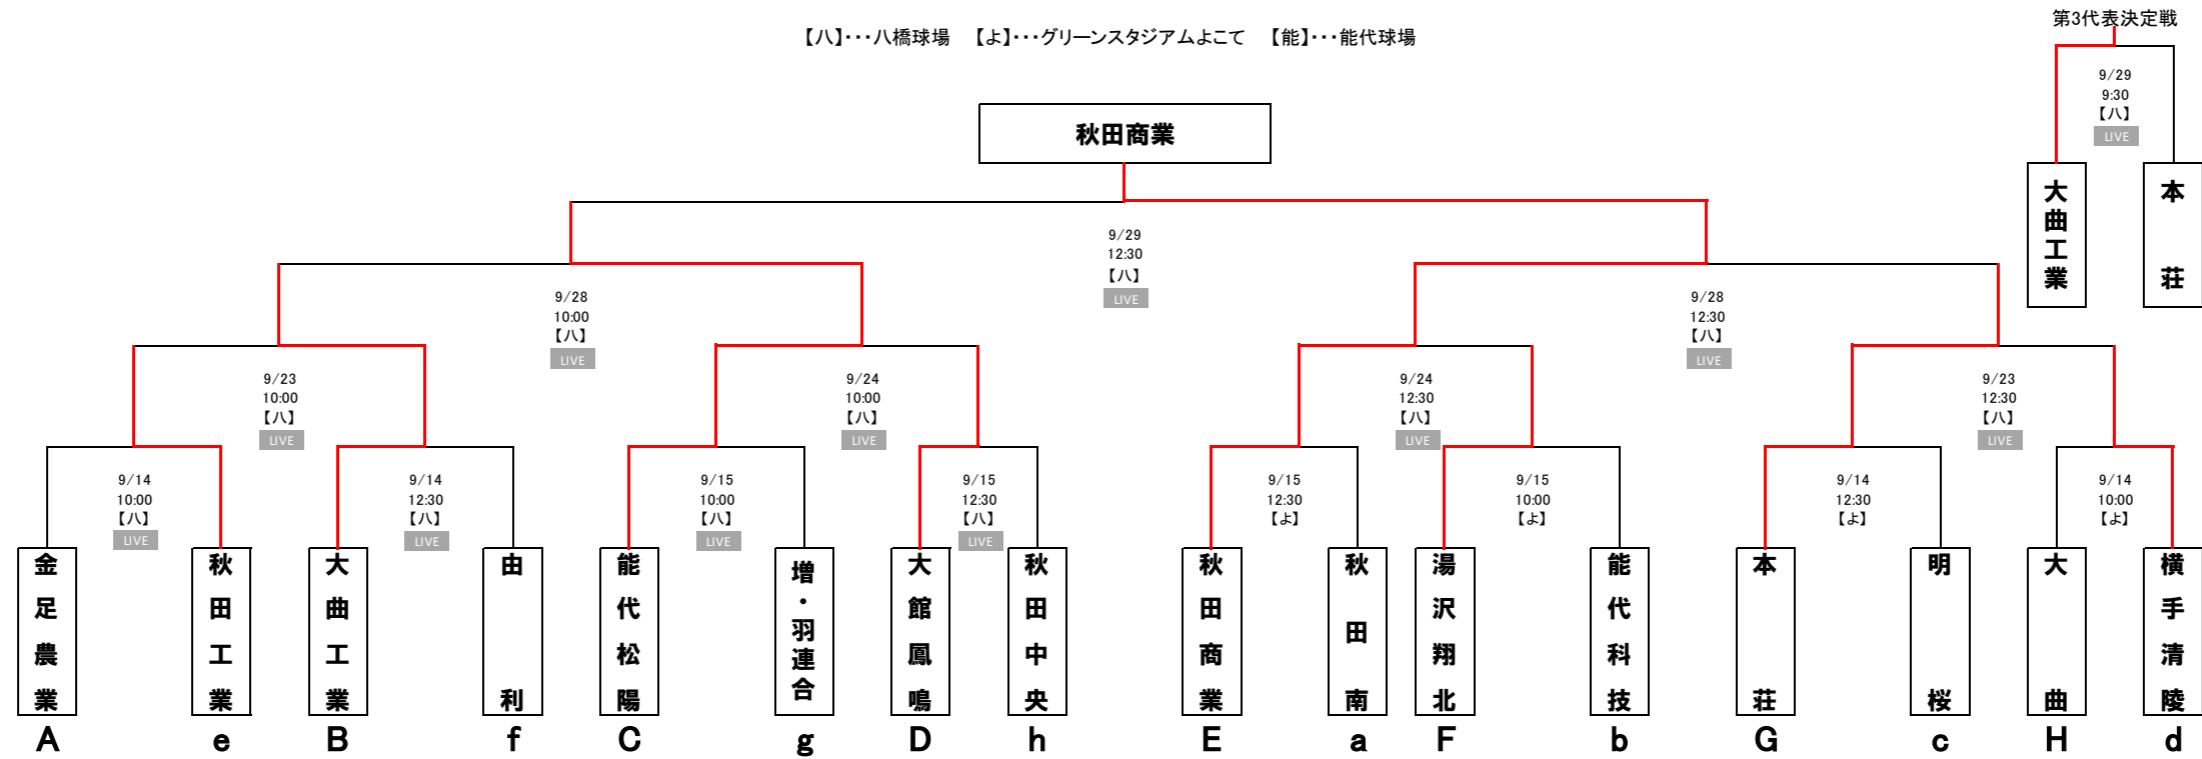 第3代表決定戦
【八】・・・八橋球場　【よ】・・・グリーンスタジアムよこて　【能】・・・能代球場
9/29
9:30
【八】
LIVE
秋田商業
大曲工業
本荘
9/29
12:30
【八】
LIVE
9/28
10:00
【八】
LIVE
9/28
12:30
【八】
LIVE
9/23
10:00
【八】
LIVE
9/24
10:00
【八】
LIVE
9/24
12:30
【八】
LIVE
9/23
12:30
【八】
LIVE
9/14
10:00
【八】
LIVE
9/14
12:30
【八】
LIVE
9/15
10:00
【八】
LIVE
9/15
12:30
【八】
LIVE
9/15
12:30
【よ】
9/15
10:00
【よ】
9/14
12:30
【よ】
9/14
10:00
【よ】
金足農業
秋田工業
大曲工業
由利
能代松陽
増・羽連合
大館鳳鳴
秋田中央
秋田商業
秋田南
湯沢翔北
能代科技
本荘
明桜
大曲
横手清陵
A
e
B
f
C
g
D
h
E
a
F
b
G
c
H
d